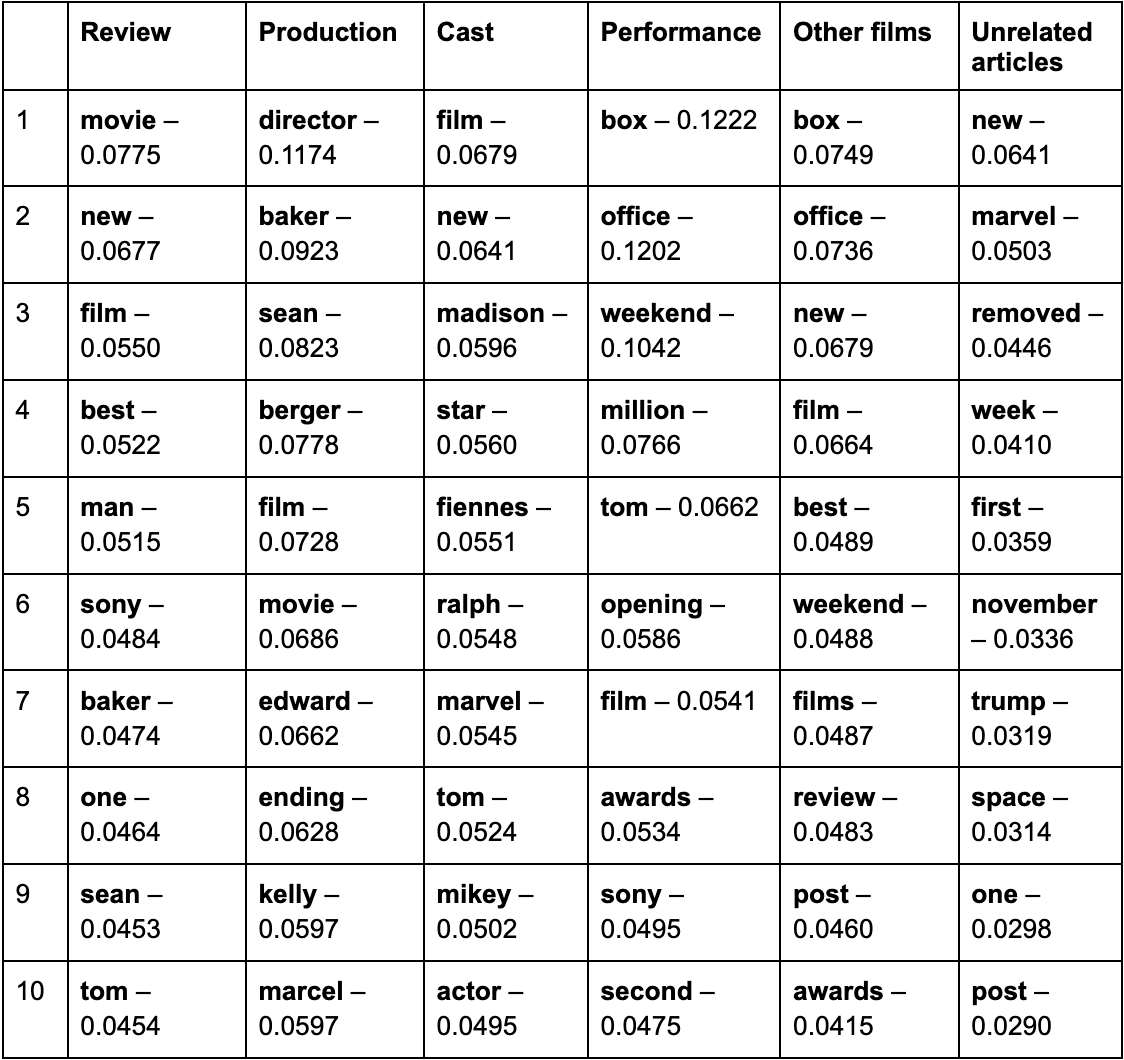 Review Production Cast Performance Other films Unrelated
articles
1 movie – director – film – box – 0.1222 box – new –
0.0775 0.1174 0.0679 0.0749 0.0641
2 new – baker – new – office – office – marvel –
0.0677 0.0923 0.0641 0.1202 0.0736 0.0503
3 film – sean – madison – weekend – new – removed –
0.0550 0.0823 0.0596 0.1042 0.0679 0.0446
4 best – berger – star – million – film – week –
0.0522 0.0778 0.0560 0.0766 0.0664 0.0410
5 man – film – fiennes – tom – 0.0662 best – first –
0.0515 0.0728 0.0551 0.0489 0.0359
6 sony – movie – ralph – opening – weekend – november
0.0484 0.0686 0.0548 0.0586 0.0488 – 0.0336
7 baker – edward – marvel – film – 0.0541 films – trump –
0.0474 0.0662 0.0545 0.0487 0.0319
8 one – ending – tom – awards – review – space –
0.0464 0.0628 0.0524 0.0534 0.0483 0.0314
9 sean – kelly – mikey – sony – post – one –
0.0453 0.0597 0.0502 0.0495 0.0460 0.0298
10 tom – marcel – actor – second – awards – post –
0.0454 0.0597 0.0495 0.0475 0.0415 0.0290